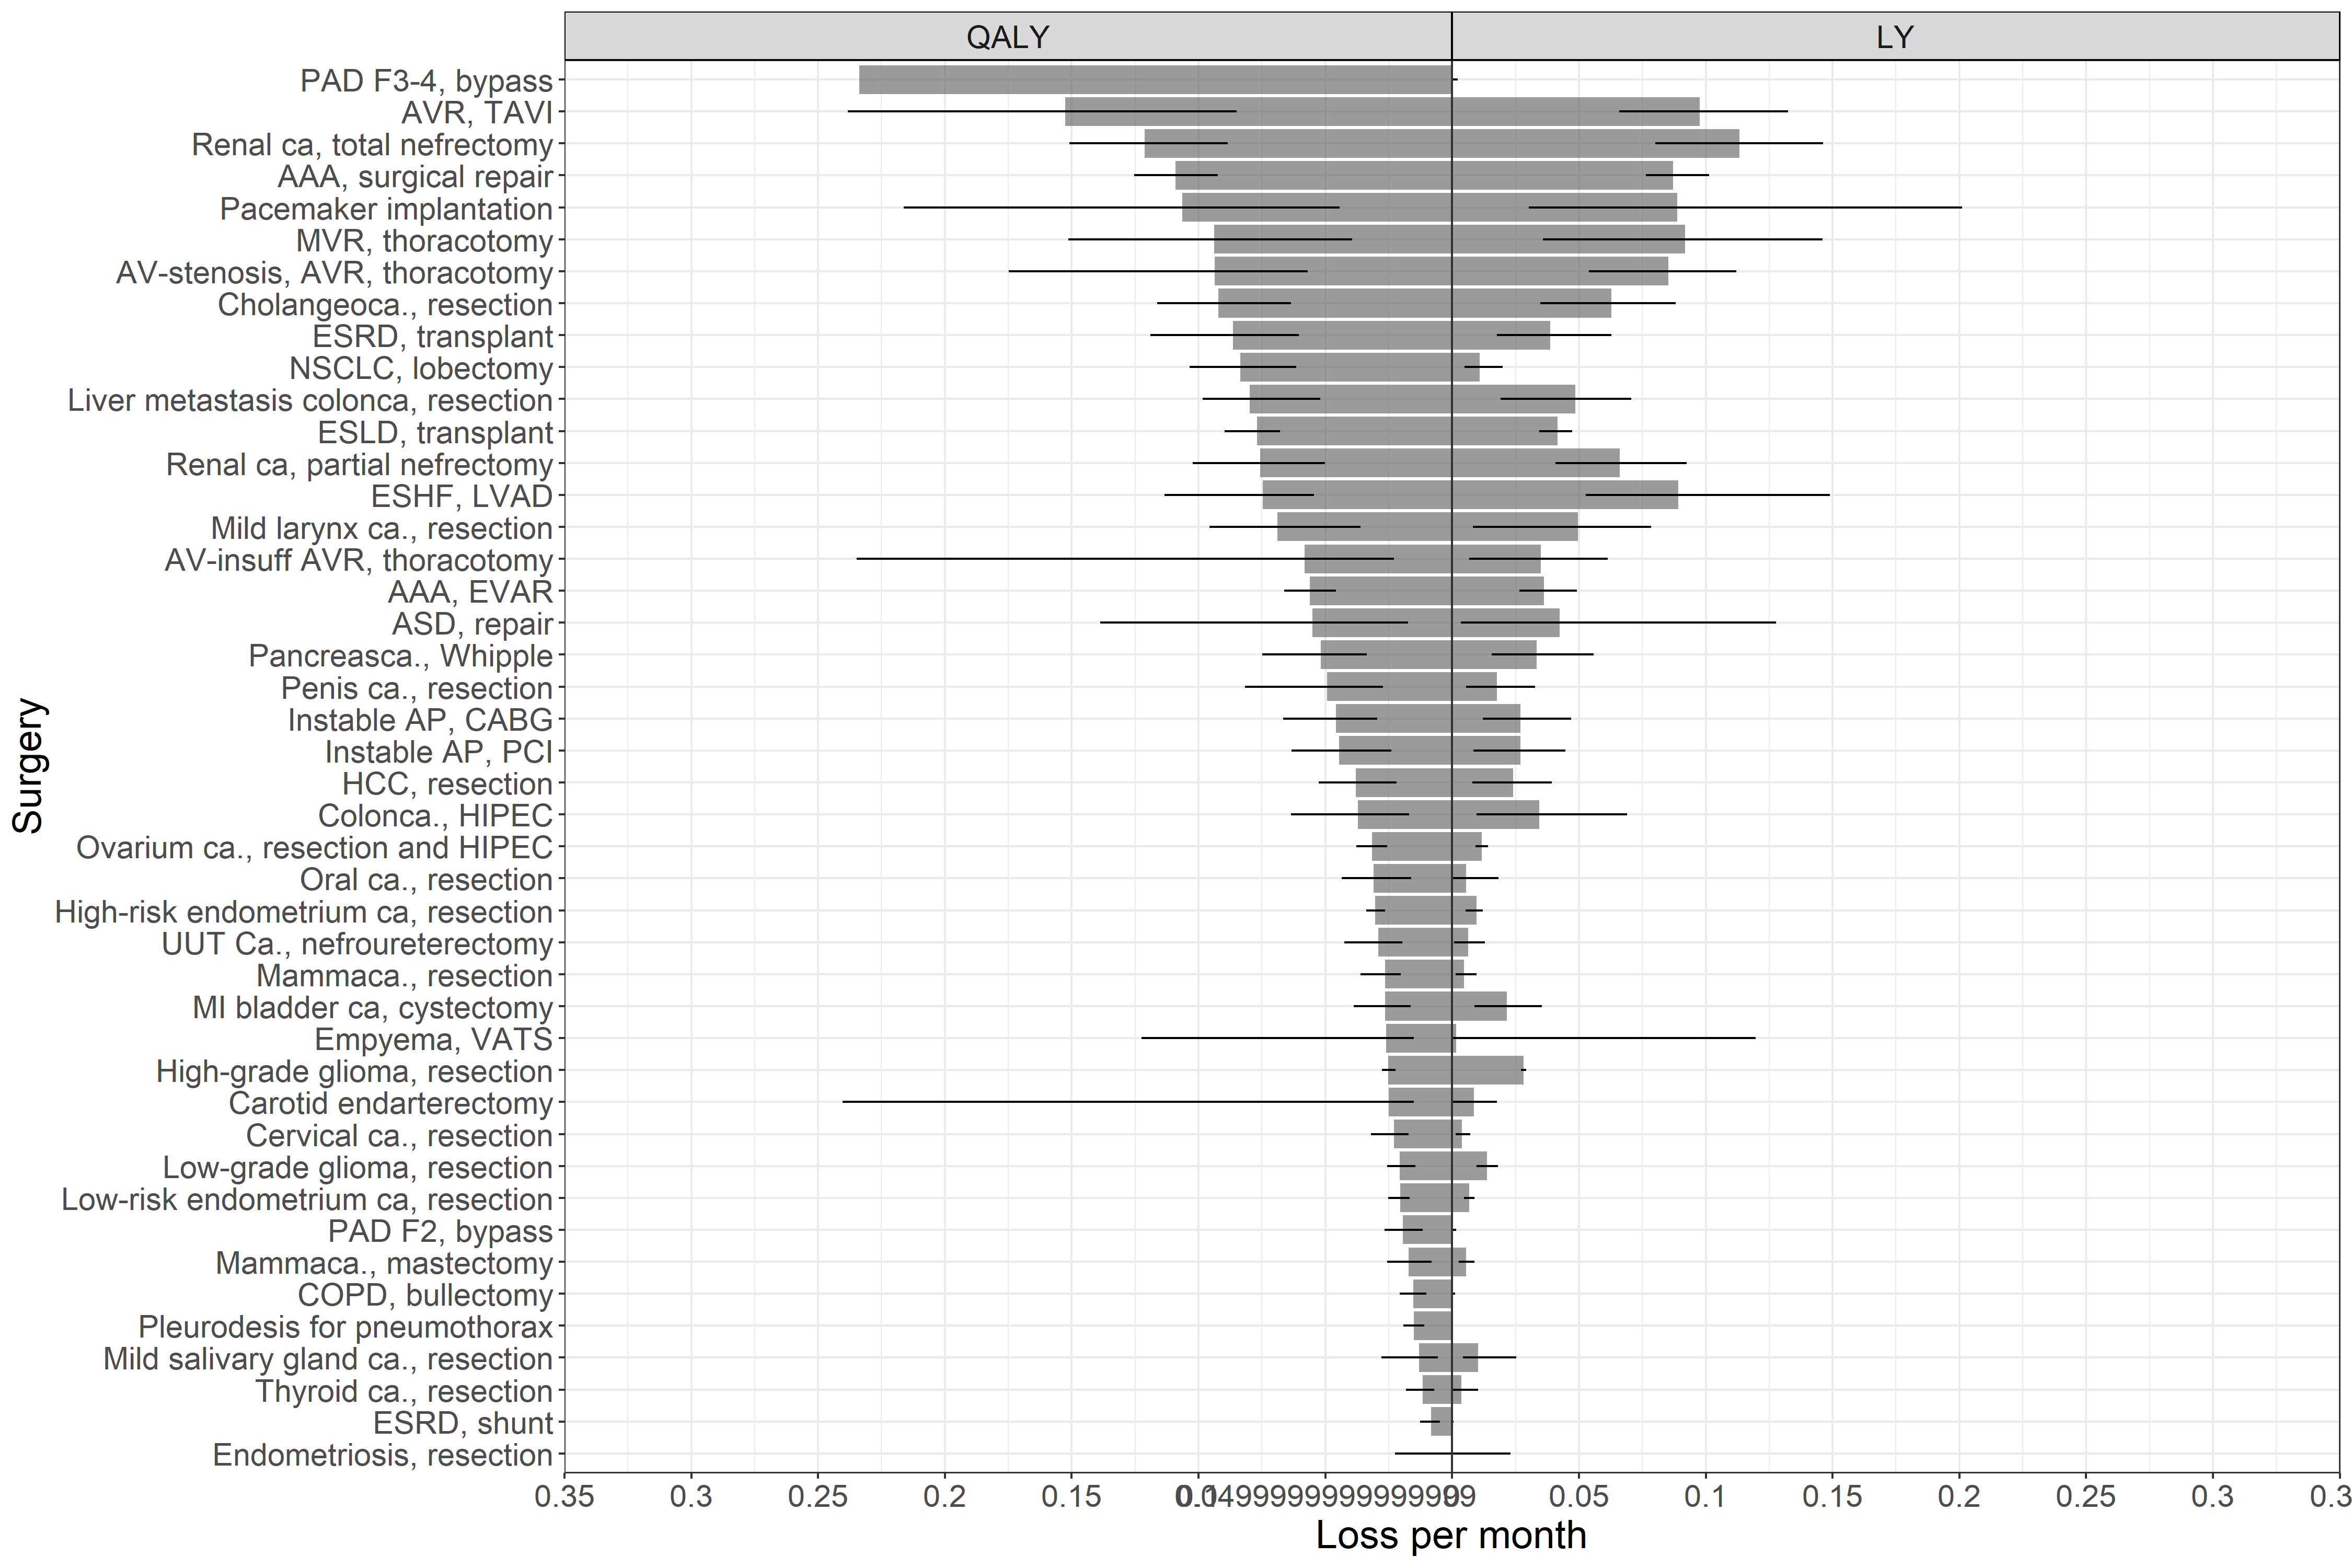 QALY LY
PAD F3-4, bypass
AVR, TAVI
Renal ca, total nefrectomy
AAA, surgical repair
Pacemaker implantation
MVR, thoracotomy
AV-stenosis, AVR, thoracotomy
Cholangeoca., resection
ESRD, transplant
NSCLC, lobectomy
Liver metastasis colonca, resection
ESLD, transplant
Renal ca, partial nefrectomy
ESHF, LVAD
Mild larynx ca., resection
AV-insuff AVR, thoracotomy
AAA, EVAR
ASD, repair
Pancreasca., Whipple
Penis ca., resection
Instable AP, CABG
Instable AP, PCI
HCC, resection
Colonca., HIPEC
Ovarium ca., resection and HIPEC
Oral ca., resection
High-risk endometrium ca, resection
UUT Ca., nefroureterectomy
Mammaca., resection
MI bladder ca, cystectomy
Empyema, VATS
High-grade glioma, resection
Carotid endarterectomy
Cervical ca., resection
Low-grade glioma, resection
Low-risk endometrium ca, resection
PAD F2, bypass
Mammaca., mastectomy
COPD, bullectomy
Pleurodesis for pneumothorax
Mild salivary gland ca., resection
Thyroid ca., resection
ESRD, shunt
Endometriosis, resection
Surgery
0.35 0.3 0.25 0.2 0.15 0 0.05 0.1 0.15 0.2 0.25 0.3 0.3
Loss per month